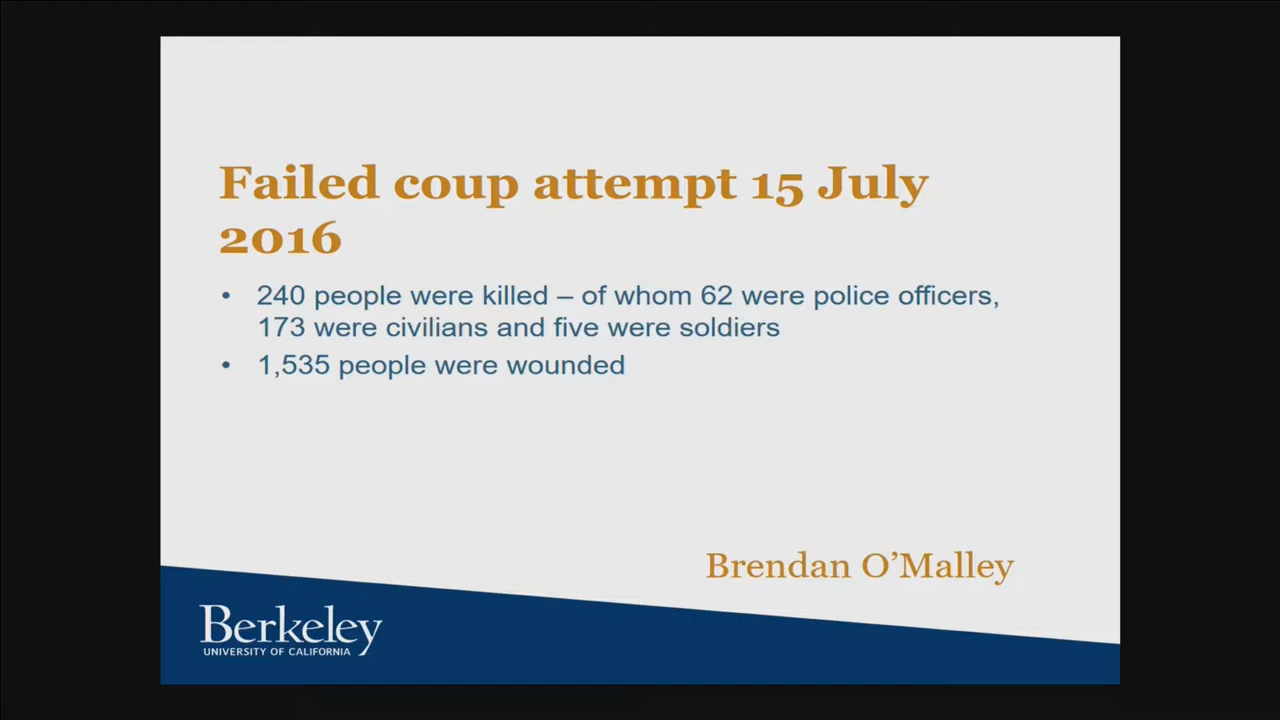 Failed coup attempt 15 July
2016
• 240 people were killed – of whom 62 were police officers,
173 were civilians and five were soldiers
• 1,535 people were wounded
Brendan O’Malley
Berkeley
UNIVERSITY OF CALIFORNIA